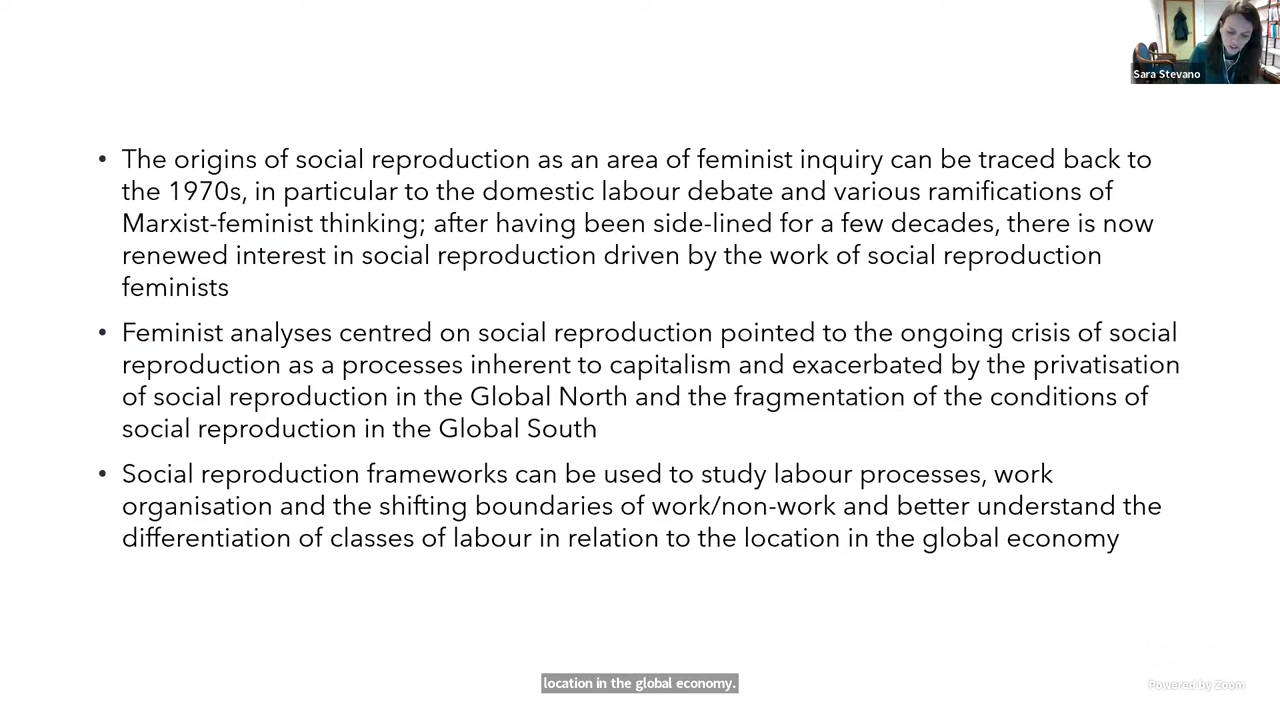 Sara Stevano
• The origins of social reproduction as an area of feminist inquiry can be traced back to
the 1970s, in particular to the domestic labour debate and various ramifications of
Marxist-feminist thinking; after having been side-lined for a few decades, there is now
renewed interest in social reproduction driven by the work of social reproduction
feminists
• Feminist analyses centred on social reproduction pointed to the ongoing crisis of social
reproduction as a processes inherent to capitalism and exacerbated by the privatisation
of social reproduction in the Global North and the fragmentation of the conditions of
social reproduction in the Global South
• Social reproduction frameworks can be used to study labour processes, work
organisation and the shifting boundaries of work/non-work and better understand the
differentiation of classes of labour in relation to the location in the global economy
location in the global economy.
Powered by Zoom